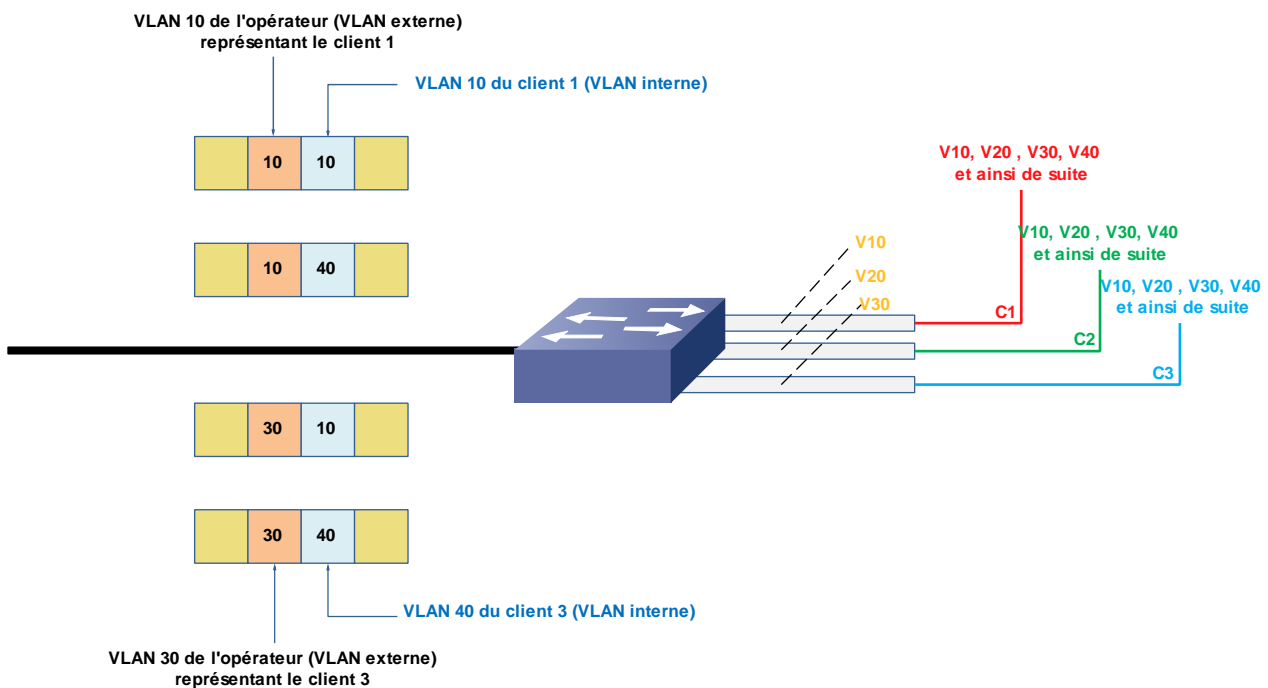 VLAN 10 de l'opérateur (VLAN externe)
représentant le client 1
VLAN 10 du client 1 (VLAN interne)
10 10
V10, V20 , V30, V40
et ainsi de suite
V10, V20 , V30, V40
et ainsi de suite
V10
10 40
V20
V10, V20 , V30, V40
et ainsi de suite
V30
C1
C2
C3
30 10
30 40
VLAN 40 du client 3 (VLAN interne)
VLAN 30 de l'opérateur (VLAN externe)
représentant le client 3